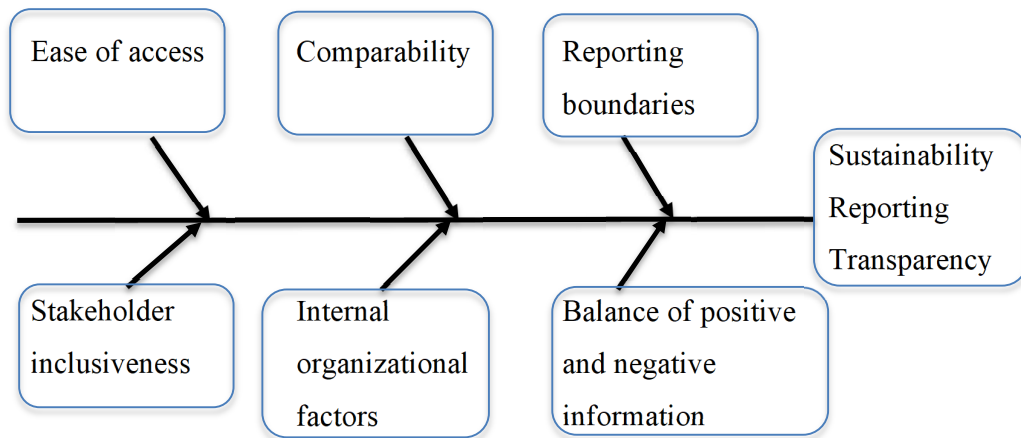 Ease of access
Comparability
Reporting
boundaries
Sustainability
Reporting
Transparency
Stakeholder
inclusiveness
Internal
organizational
factors
Balance of positive
and negative
information